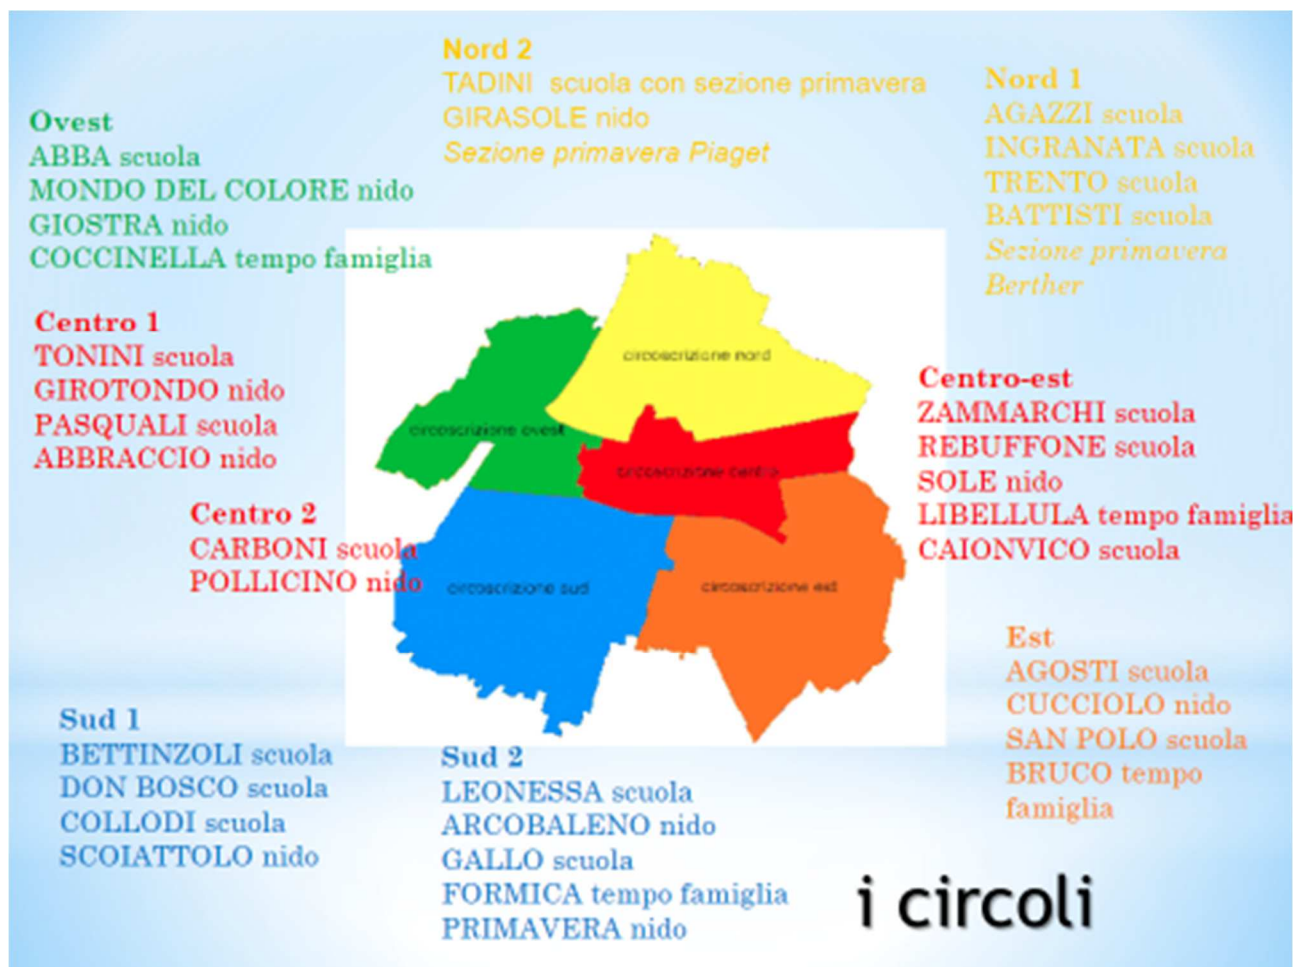 Nord 2
TADINI scuola con sezione primavera
GIRASOLE nido
Sezione primavera Piaget
Nord 1
AGAZZI scuola
INGRANATA scuola
TRENTO scuola
BATTISTI scuola
Sezione primavera
Berther
Ovest
ABBA scuola
MONDO DEL COLORE nido
GIOSTRA nido
COCCINELLA tempo famiglia
Centro 1
TONINI scuola
GIROTONDO nido
PASQUALI scuola
ABBRACCIO nido
Centro 2
CARBONI scuola
POLLICINO nido
circoscrizione nord
circoscrizione ovest
circoscrizione centro
circoscrizione sud
circoscrizione est
Centro-est
ZAMMARCHI scuola
REBUFFONE scuola
SOLE nido
LIBELLULA tempo famiglia
CAIONVICO scuola
Est
AGOSTI scuola
CUCCIOLO nido
SAN POLO scuola
BRUCO tempo
famiglia
Sud 1
BETTINZOLI scuola
DON BOSCO scuola
COLLODI scuola
SCOIATTOLO nido
Sud 2
LEONESSA scuola
ARCOBALENO nido
GALLO scuola
FORMICA tempo famiglia
PRIMAVERA nido
i circoli